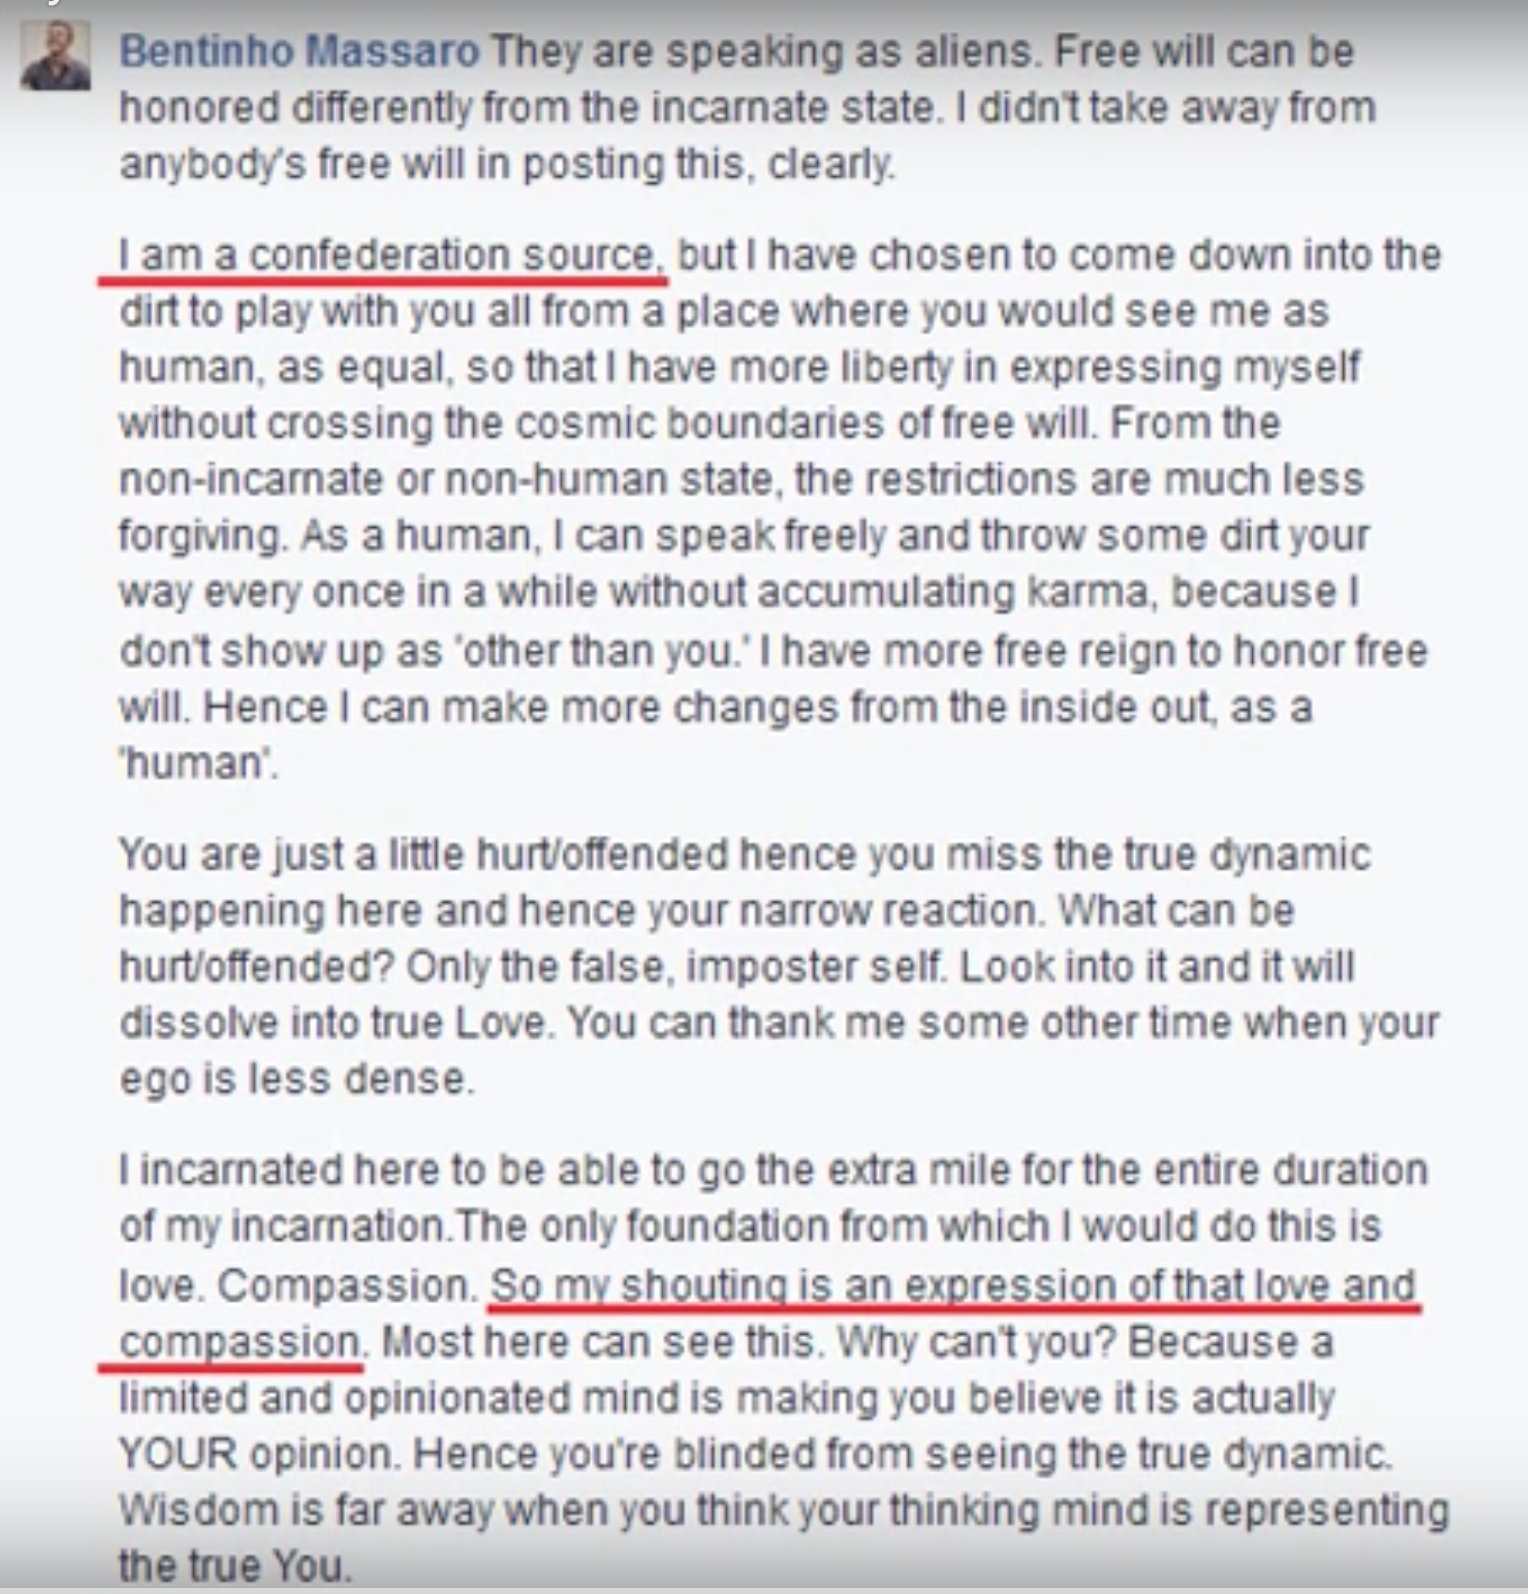 Bentinho Massaro They are speaking as aliens. Free will can be
honored differently from the incarnate state. I didn't take away from
anybody's free will in posting this, clearly.
I am a confederation source, but I have chosen to come down into the
dirt to play with you all from a place where you would see me as
human, as equal, so that I have more liberty in expressing myself
without crossing the cosmic boundaries of free will. From the
non-incarnate or non-human state, the restrictions are much less
forgiving. As a human, I can speak freely and throw some dirt your
way every once in a while without accumulating karma, because I
don't show up as 'other than you.' I have more free reign to honor free
will. Hence I can make more changes from the inside out, as a
'human'.
You are just a little hurt/offended hence you miss the true dynamic
happening here and hence your narrow reaction. What can be
hurt/offended? Only the false, imposter self. Look into it and it will
dissolve into true Love. You can thank me some other time when your
ego is less dense.
I incarnated here to be able to go the extra mile for the entire duration
of my incarnation.The only foundation from which I would do this is
love. Compassion. So my shouting is an expression of that love and
compassion. Most here can see this. Why can't you? Because a
limited and opinionated mind is making you believe it is actually
YOUR opinion. Hence you're blinded from seeing the true dynamic.
Wisdom is far away when you think your thinking mind is representing
the true You.